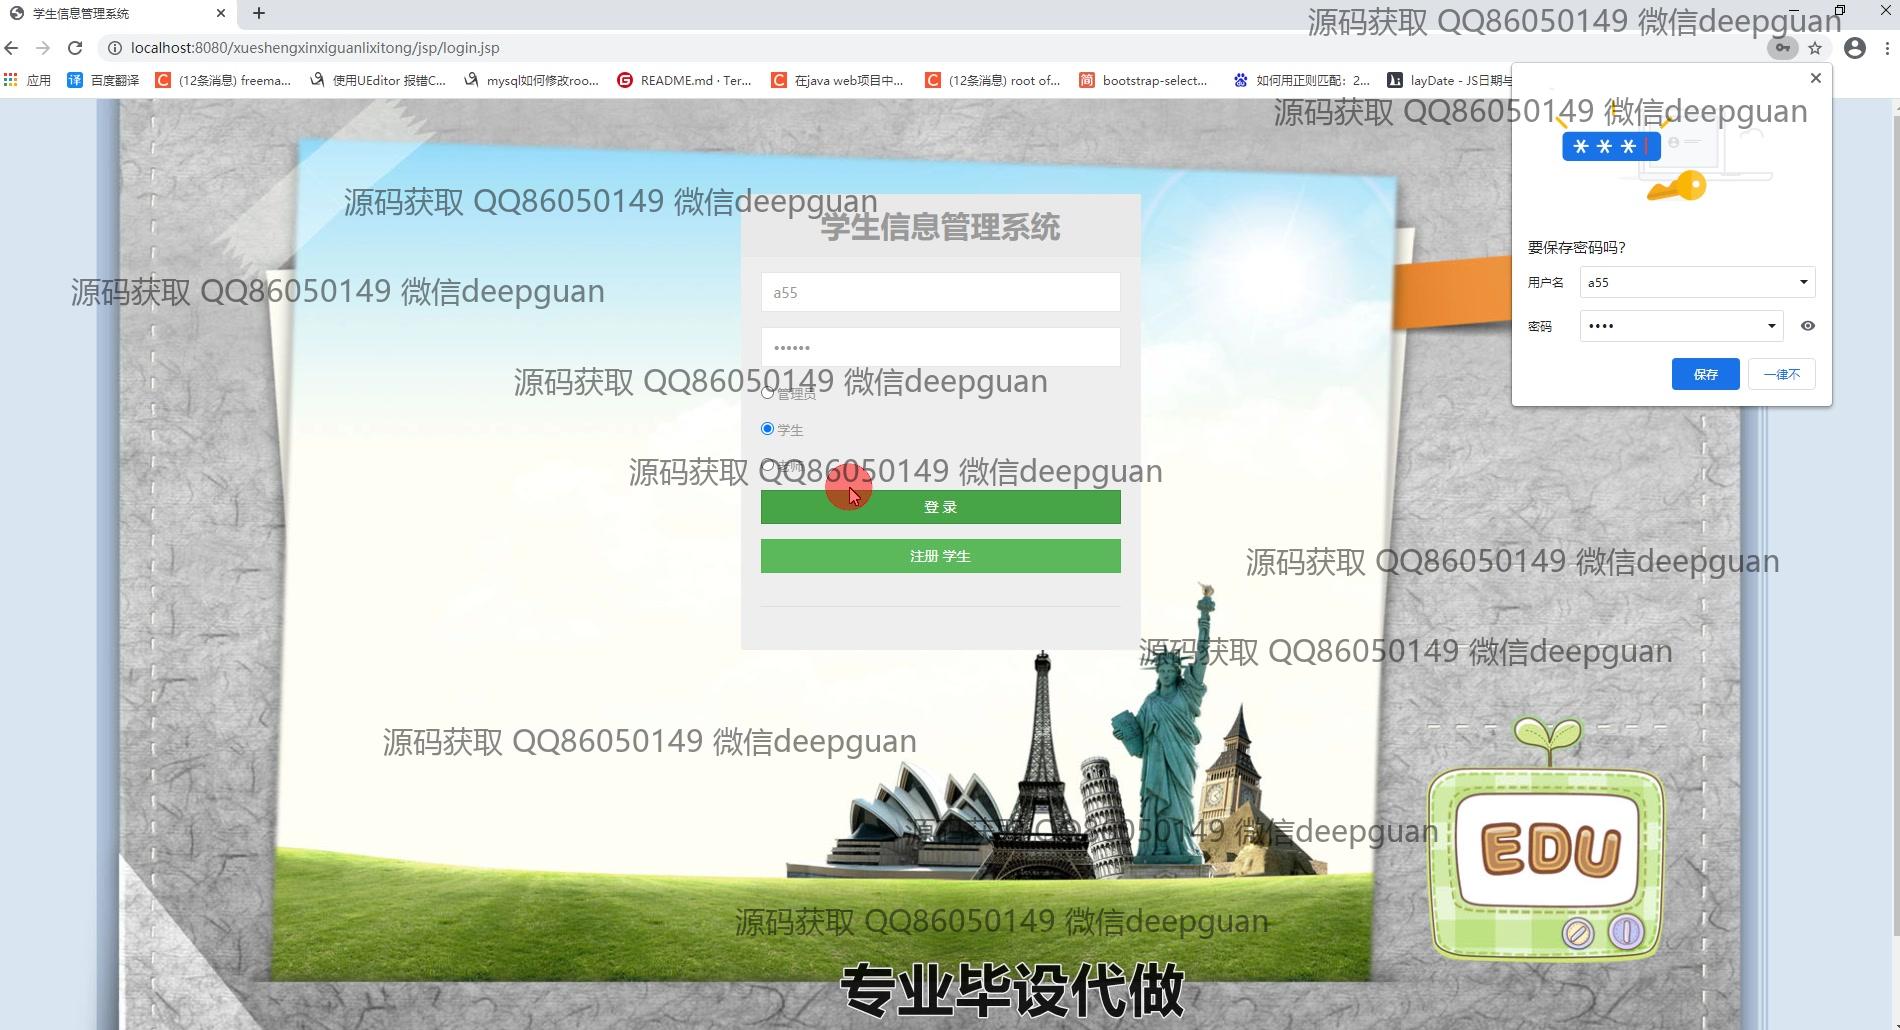 学生信息管理系统
源码获取 QQ86050149 微信deepguan
localhost:8080/xueshengxinxiguanlixitong/jsp/login.jsp
应用 百度翻译 (12条消息) freema... 使用UEditor 报错C... mysql如何修改roo... README.md · Ter... 在java web项目中... (12条消息) root of... bootstrap-select... 如何用正则匹配：2... layDate - JS日期与
源码获取 QQ86050149 微信deepguan
***
源码获取 QQ86050149 微信deepguan
学生信息管理系统
要保存密码吗？
用户名 a55
源码获取 QQ86050149 微信deepguan
a55
密码 ••••
••••••
保存 一律不
源码获取 QQ86050149 微信deepguan
管理员
学生
源码获取 QQ86050149 微信deepguan
老师
登 录
注册 学生
源码获取 QQ86050149 微信deepguan
源码获取 QQ86050149 微信deepguan
源码获取 QQ86050149 微信deepguan
源码获取 QQ86050149 微信deepguan
EDU
源码获取 QQ86050149 微信deepguan
专业毕设代做